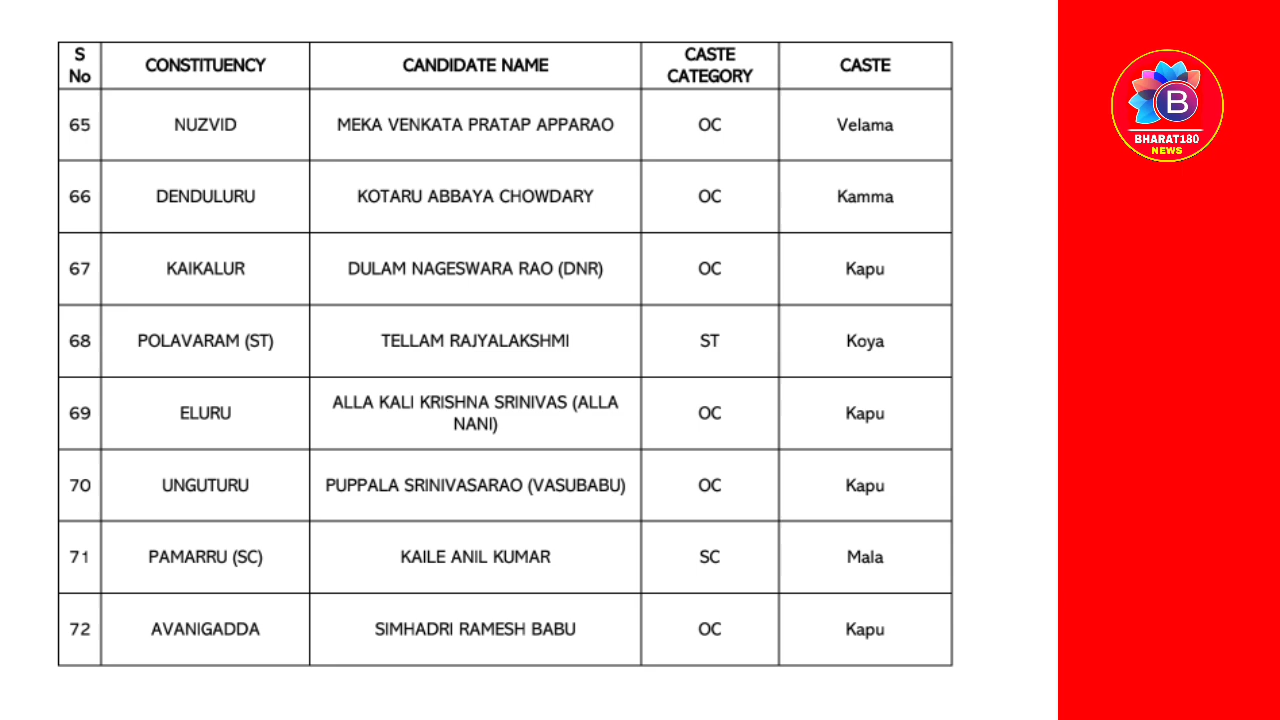 S No CONSTITUENCY CANDIDATE NAME CASTE CATEGORY CASTE
65 NUZVID MEKA VENKATA PRATAP APPARAO OC Velama
66 DENDULURU KOTARU ABBAYA CHOWDARY OC Kamma
67 KAIKALUR DULAM NAGESWARA RAO (DNR) OC Kapu
68 POLAVARAM (ST) TELLAM RAJYALAKSHMI ST Koya
69 ELURU ALLA KALI KRISHNA SRINIVAS (ALLA NANI) OC Kapu
70 UNGUTURU PUPPALA SRINIVASARAO (VASUBABU) OC Kapu
71 PAMARRU (SC) KAILE ANIL KUMAR SC Mala
72 AVANIGADDA SIMHADRI RAMESH BABU OC Kapu
B
BHARAT180
NEWS